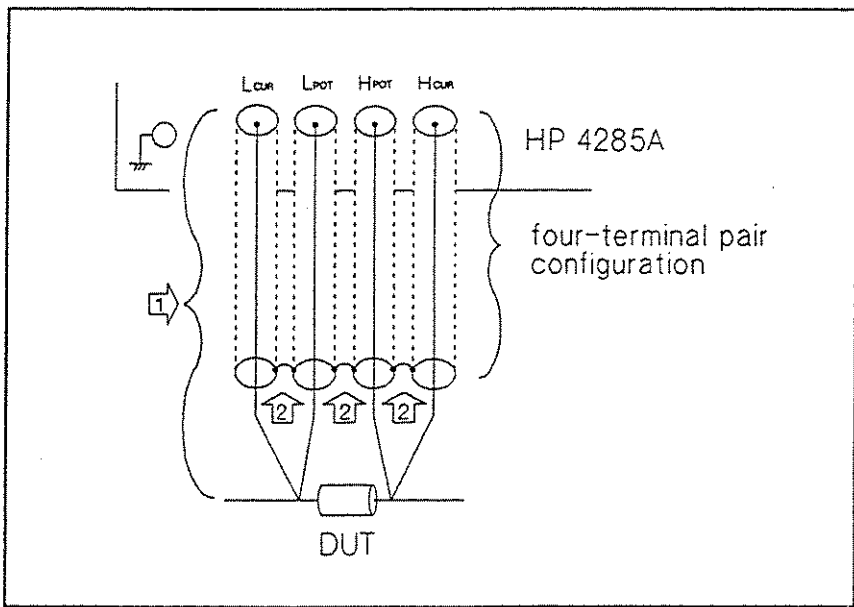 LCUR LPOT HPOT HCUR
HP 4285A
four-terminal pair
configuration
1
2 2 2
DUT